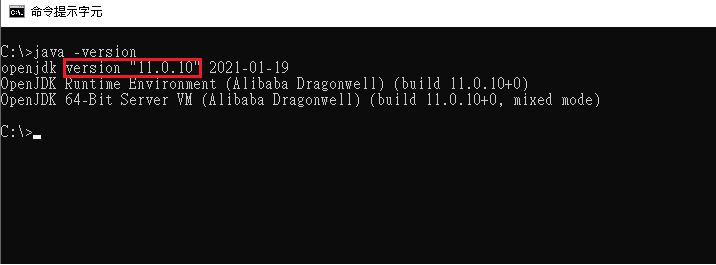 命令提示字元
C:\>java -version
openjdk version "11.0.10" 2021-01-19
OpenJDK Runtime Environment (Alibaba Dragonwell) (build 11.0.10+0)
OpenJDK 64-Bit Server VM (Alibaba Dragonwell) (build 11.0.10+0, mixed mode)
C:\>